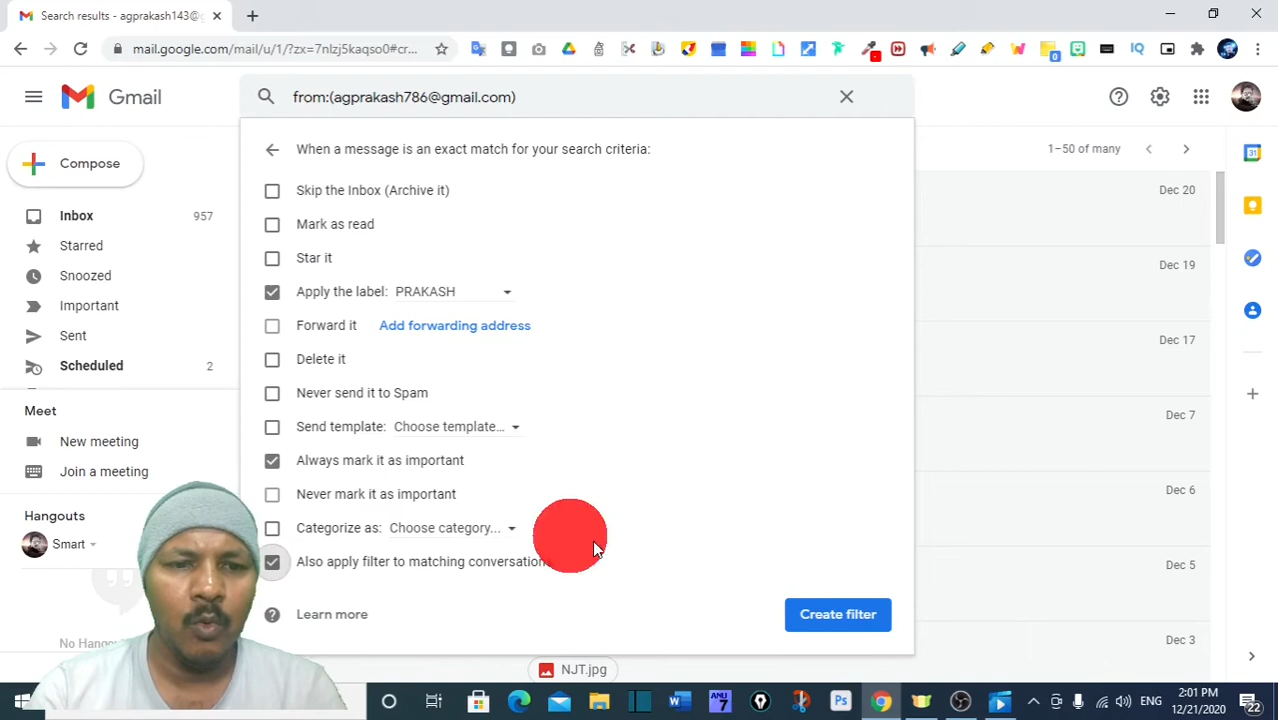 Search results - agprakash143@g
mail.google.com/mail/u/1/?zx=7nlzj5kaqso0#cr...
Gmail
from:(agprakash786@gmail.com)
Compose
When a message is an exact match for your search criteria:
1–50 of many
Skip the Inbox (Archive it)
Dec 20
Inbox 957
Mark as read
Starred
Star it
Dec 19
Snoozed
Apply the label: PRAKASH
Important
Forward it Add forwarding address
Sent
Dec 17
Delete it
Scheduled 2
Never send it to Spam
Meet
Send template: Choose template...
Dec 7
New meeting
Always mark it as important
Join a meeting
Never mark it as important
Dec 6
Hangouts
Categorize as: Choose category...
Smart
Also apply filter to matching conversation
Dec 5
Learn more
Create filter
No Hango
Dec 3
NJT.jpg
ENG
2:01 PM
12/21/2020
22